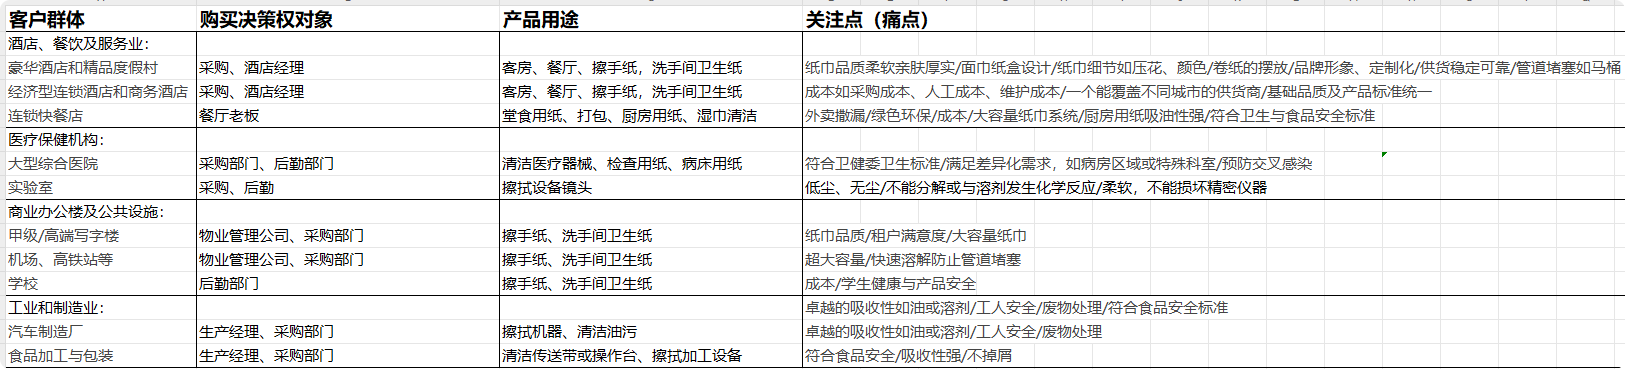 客户群体 购买决策权对象 产品用途 关注点（痛点）
酒店、餐饮及服务业：
豪华酒店和精品度假村 采购、酒店经理 客房、餐厅、擦手纸，洗手间卫生纸 纸巾品质柔软亲肤厚实/面巾纸盒设计/纸巾细节如压花、颜色/卷纸的摆放/品牌形象、定制化/供货稳定可靠/管道堵塞如马桶
经济型连锁酒店和商务酒店 采购、酒店经理 客房、餐厅、擦手纸，洗手间卫生纸 成本如采购成本、人工成本、维护成本/一个能覆盖不同城市的供货商/基础品质及产品标准统一
连锁快餐店 餐厅老板 堂食用纸、打包、厨房用纸、湿巾清洁 外卖撒漏/绿色环保/成本/大容量纸巾系统/厨房用纸吸油性强/符合卫生与食品安全标准
医疗保健机构：
大型综合医院 采购部门、后勤部门 清洁医疗器械、检查用纸、病床用纸 符合卫健委卫生标准/满足差异化需求，如病房区域或特殊科室/预防交叉感染
实验室 采购、后勤 擦拭设备镜头 低尘、无尘/不能分解或与溶剂发生化学反应/柔软，不能损坏精密仪器
商业办公楼及公共设施：
甲级/高端写字楼 物业管理公司、采购部门 擦手纸、洗手间卫生纸 纸巾品质/租户满意度/大容量纸巾
机场、高铁站等 物业管理公司、采购部门 擦手纸、洗手间卫生纸 超大容量/快速溶解防止管道堵塞
学校 后勤部门 擦手纸、洗手间卫生纸 成本/学生健康与产品安全
工业和制造业： 卓越的吸收性如油或溶剂/工人安全/废物处理/符合食品安全标准
汽车制造厂 生产经理、采购部门 擦拭机器、清洁油污 卓越的吸收性如油或溶剂/工人安全/废物处理
食品加工与包装 生产经理、采购部门 清洁传送带或操作台、擦拭加工设备 符合食品安全/吸收性强/不掉屑